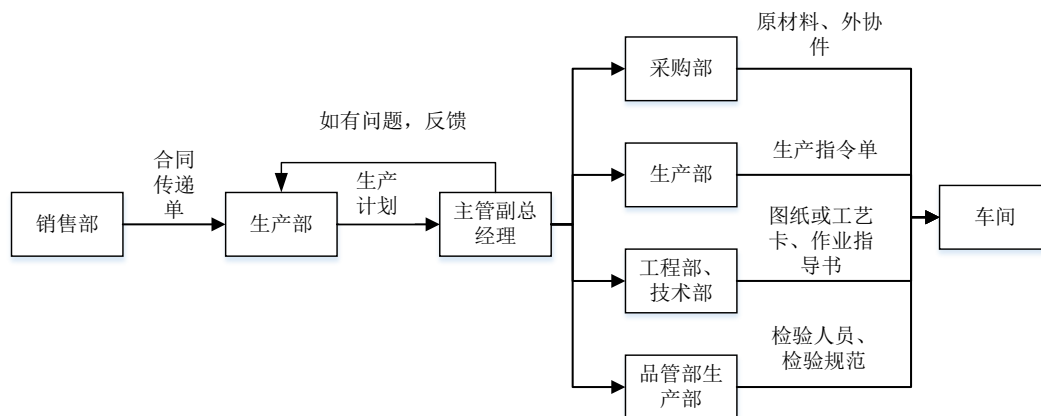 原材料、外协
件
采购部
如有问题，反馈
生产指令单
合同
传递
单
生产
计划
生产部
销售部
生产部
主管副总
经理
车间
图纸或工艺
卡、作业指
导书
工程部、
技术部
检验人员、
检验规范
品管部生
产部